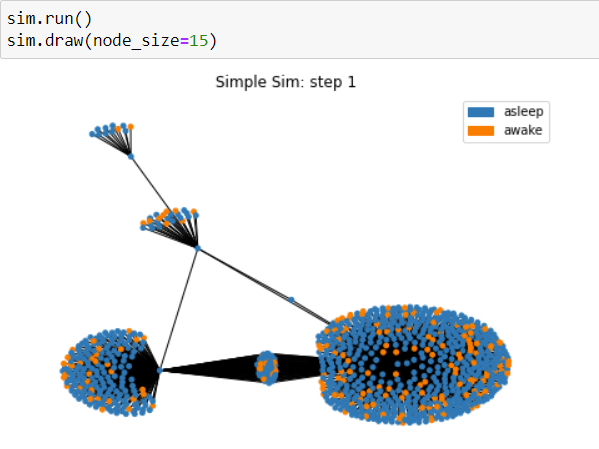 sim.run()
sim.draw(node_size=15)
Simple Sim: step 1
asleep
awake